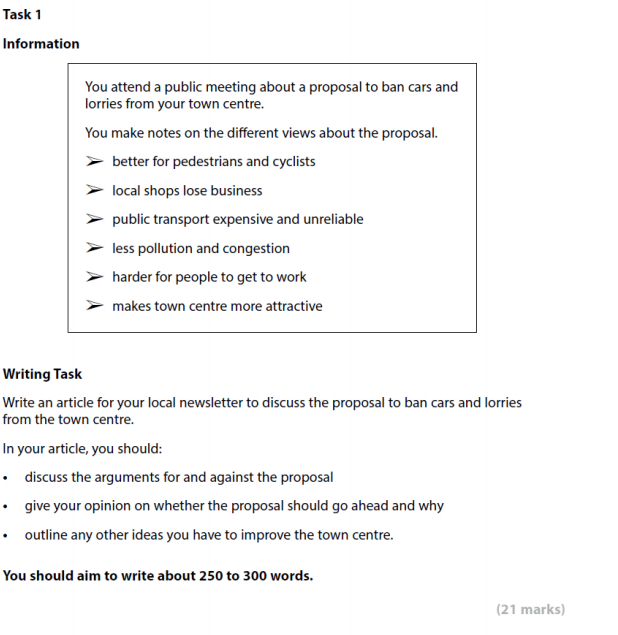 Task 1
Information
You attend a public meeting about a proposal to ban cars and
lorries from your town centre.
You make notes on the different views about the proposal.
➢ better for pedestrians and cyclists
➢ local shops lose business
➢ public transport expensive and unreliable
➢ less pollution and congestion
➢ harder for people to get to work
➢ makes town centre more attractive
Writing Task
Write an article for your local newsletter to discuss the proposal to ban cars and lorries
from the town centre.
In your article, you should:
• discuss the arguments for and against the proposal
• give your opinion on whether the proposal should go ahead and why
• outline any other ideas you have to improve the town centre.
You should aim to write about 250 to 300 words.
(21 marks)